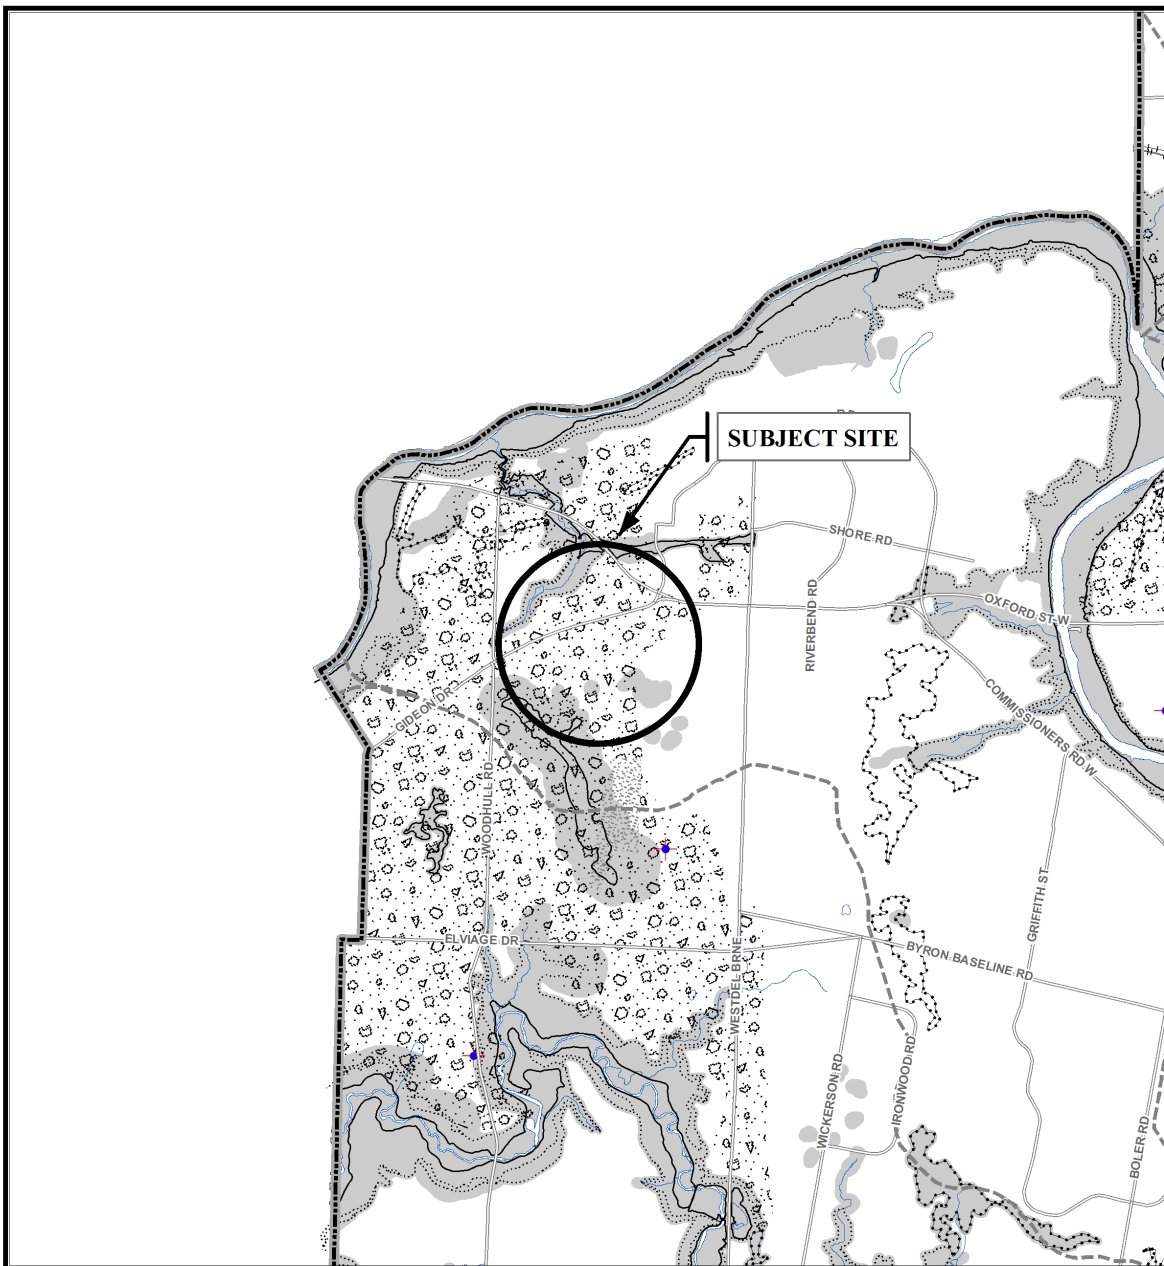 SUBJECT SITE
SHORE RD
OXFORD ST W
RIVERBEND RD
COMMISSIONERS RD W
GIDEON DR
WOODHULL RD
GRIFFITH ST
ELVIAGE DR
WESTDEL BRNE
BYRON BASELINE RD
WICKERSON RD
IRONWOOD RD
BOLER RD